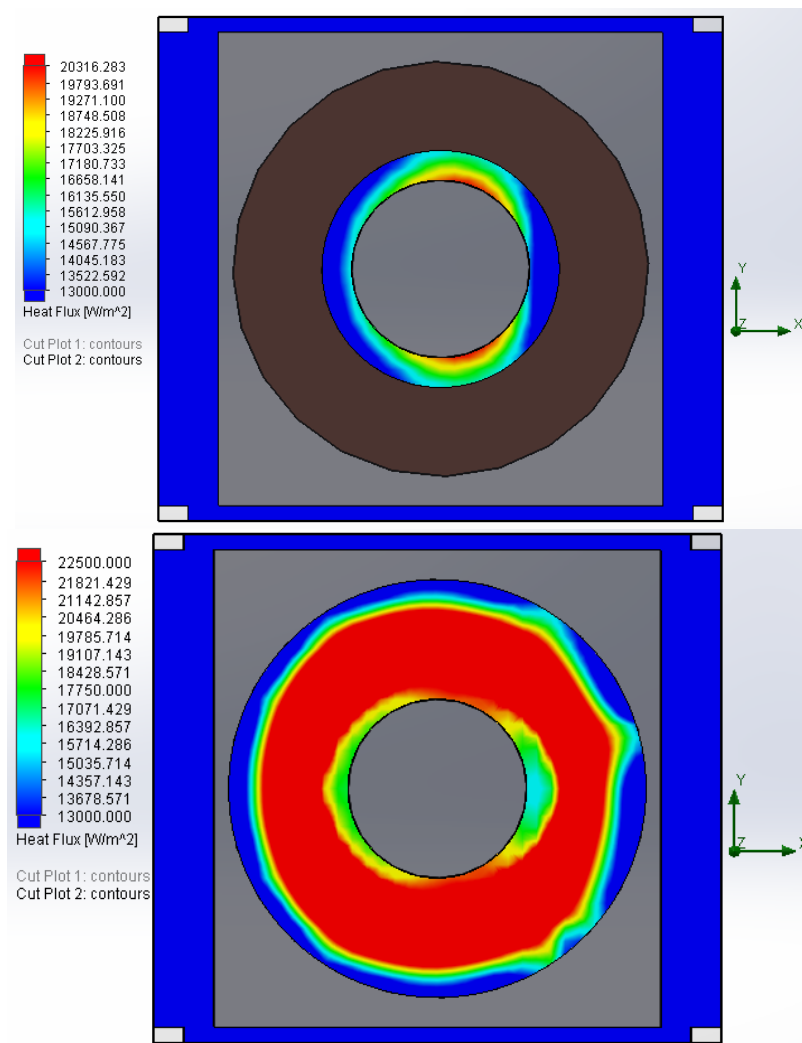 20316.283
19793.691
19271.100
18748.508
18225.916
17703.325
17180.733
16658.141
16135.550
15612.958
15090.367
14567.775
14045.183
13522.592
13000.000
Heat Flux [W/m^2]
Cut Plot 1: contours
Cut Plot 2: contours
Y
Z
X
22500.000
21821.429
21142.857
20464.286
19785.714
19107.143
18428.571
17750.000
17071.429
16392.857
15714.286
15035.714
14357.143
13678.571
13000.000
Heat Flux [W/m^2]
Cut Plot 1: contours
Cut Plot 2: contours
Y
Z
X